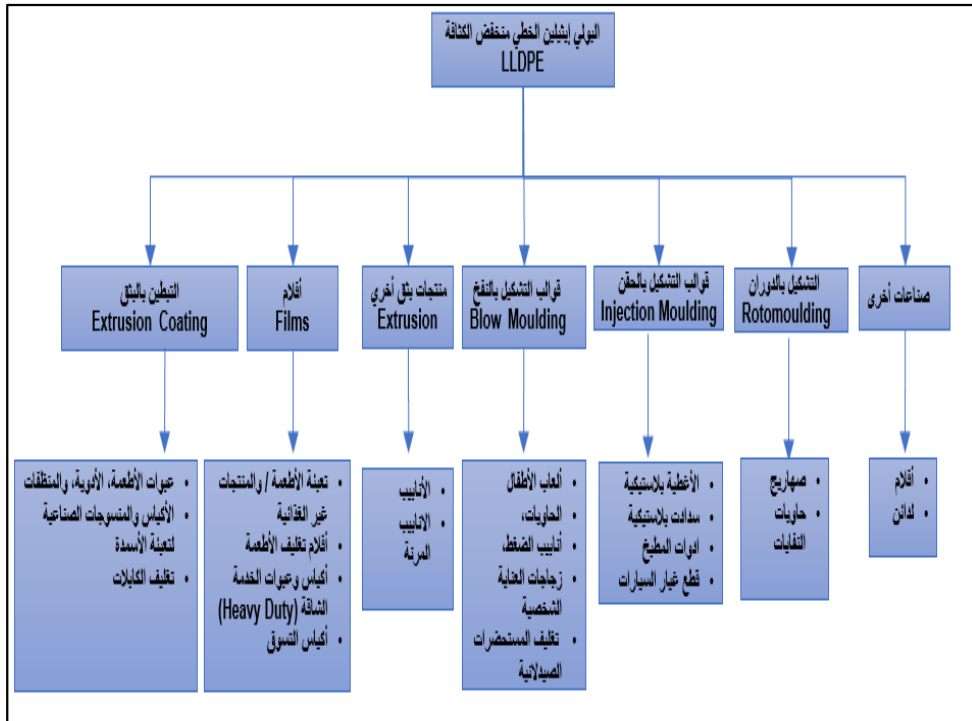 البولي إيثيلين الخطي منخفض الكثافة
LLDPE
صناعات أخرى
التشكيل بالدوران
Rotomoulding
قوالب التشكيل بالحقن
Injection Moulding
قوالب التشكيل بالنفخ
Blow Moulding
منتجات بثق أخري
Extrusion
أفلام
Films
التبطين بالبثق
Extrusion Coating
• أفلام
• لدائن
• صهاريج
• حاويات
النفايات
• الأغطية بلاستيكية
• سدادت بلاستيكية
• ادوات المطبخ
• قطع غيار السيارات
• ألعاب الأطفال
• الحاويات،
• أنابيب الضغط،
• زجاجات العناية
الشخصية
• تغليف المستحضرات
الصيدلانية
• الأنابيب
• الانابيب
المرنة
• تعبئة الأطعمة / والمنتجات
غير الغذائية
• أفلام تغليف الأطعمة
• أكياس وعبوات الخدمة
الشاقة (Heavy Duty)
• أكياس التسوق
• عبوات الأطعمة، الأدوية، والمنظفات
• الأكياس والمنسوجات الصناعية
لتعبئة الأسمدة
• تغليف الكابلات